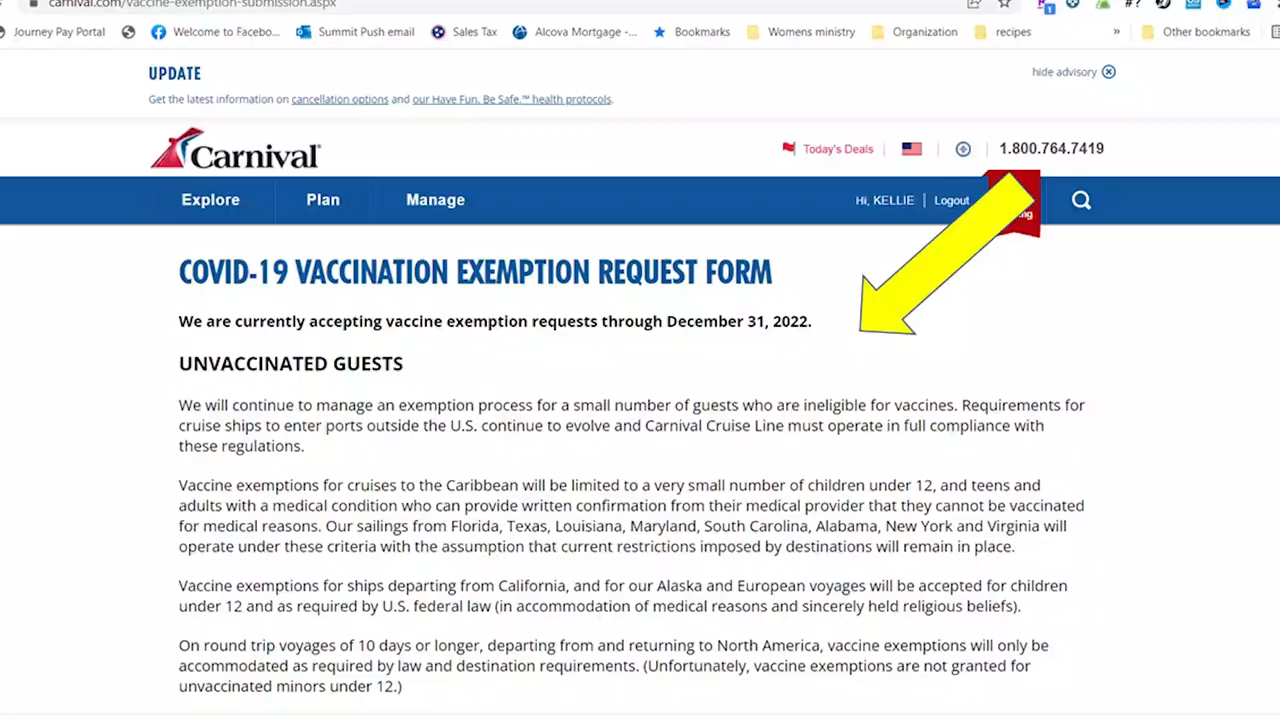 carnival.com/vaccine-exemption-submission.aspx
Journey Pay Portal Welcome to Facebo... Summit Push email Sales Tax Alcova Mortgage -... Bookmarks Womens ministry Organization recipes » Other bookmarks
UPDATE
hide advisory
Get the latest information on cancellation options and our Have Fun. Be Safe.™ health protocols.
Carnival
Today's Deals
1.800.764.7419
Explore Plan Manage
Hi, KELLIE | Logout
COVID-19 VACCINATION EXEMPTION REQUEST FORM
We are currently accepting vaccine exemption requests through December 31, 2022.
UNVACCINATED GUESTS
We will continue to manage an exemption process for a small number of guests who are ineligible for vaccines. Requirements for
cruise ships to enter ports outside the U.S. continue to evolve and Carnival Cruise Line must operate in full compliance with
these regulations.
Vaccine exemptions for cruises to the Caribbean will be limited to a very small number of children under 12, and teens and
adults with a medical condition who can provide written confirmation from their medical provider that they cannot be vaccinated
for medical reasons. Our sailings from Florida, Texas, Louisiana, Maryland, South Carolina, Alabama, New York and Virginia will
operate under these criteria with the assumption that current restrictions imposed by destinations will remain in place.
Vaccine exemptions for ships departing from California, and for our Alaska and European voyages will be accepted for children
under 12 and as required by U.S. federal law (in accommodation of medical reasons and sincerely held religious beliefs).
On round trip voyages of 10 days or longer, departing from and returning to North America, vaccine exemptions will only be
accommodated as required by law and destination requirements. (Unfortunately, vaccine exemptions are not granted for
unvaccinated minors under 12.)